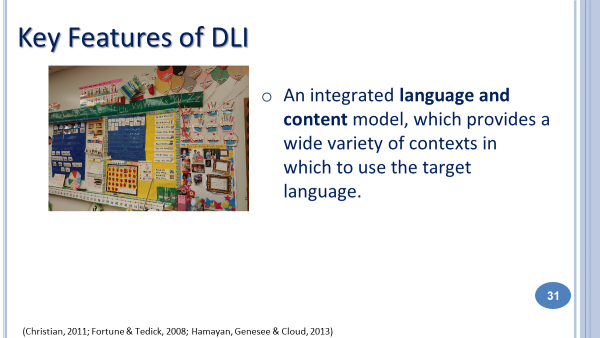 Key Features of DLI
o An integrated language and
content model, which provides a
wide variety of contexts in
which to use the target
language.
31
(Christian, 2011; Fortune & Tedick, 2008; Hamayan, Genesee & Cloud, 2013)